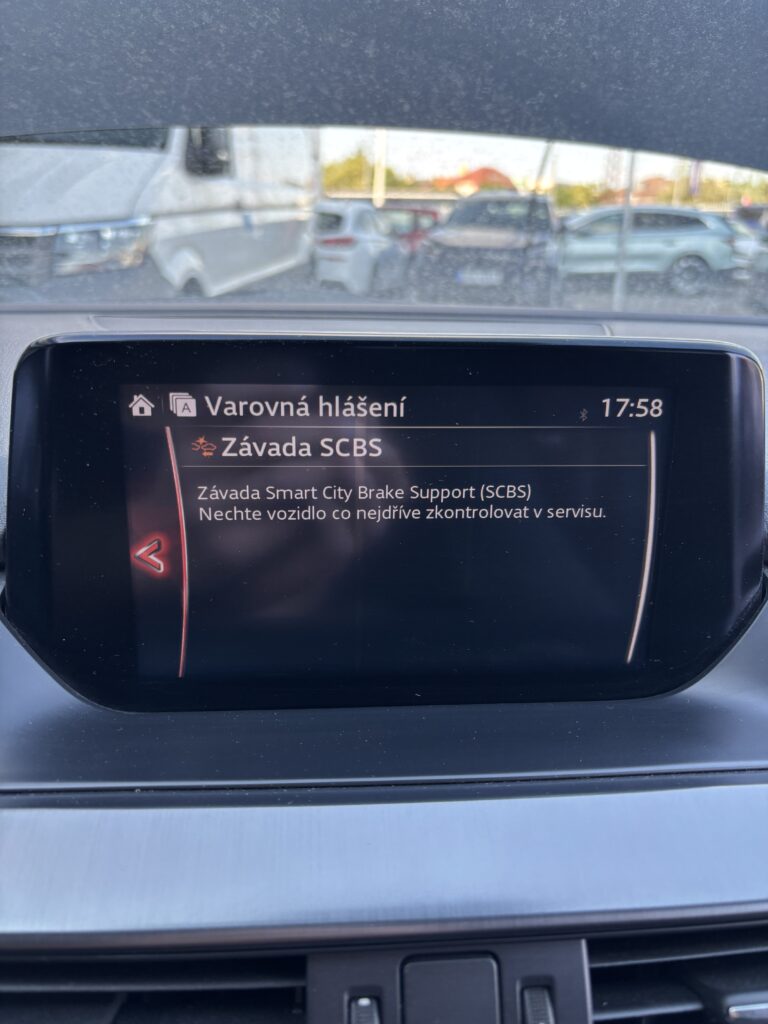 A Varovná hlášení 17:58
Závada SCBS
Závada Smart City Brake Support (SCBS)
Nechte vozidlo co nejdříve zkontrolovat v servisu.